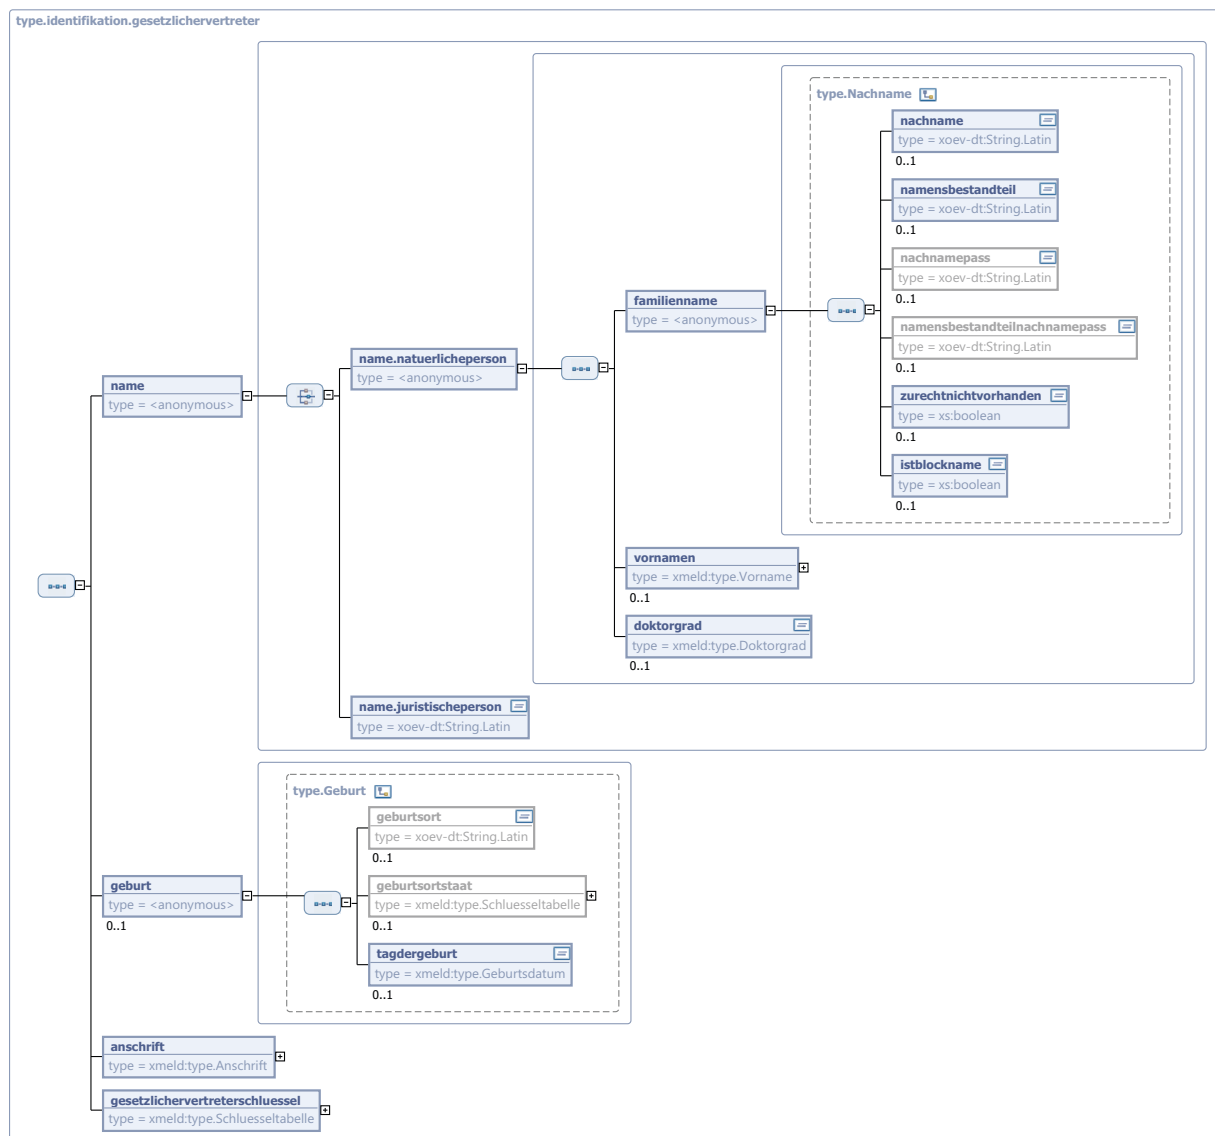 type.identifikation.gesetzlichervertreter
type.Nachname
nachname
type = xoev-dt:String.Latin
0..1
namensbestandteil
type = xoev-dt:String.Latin
0..1
nachnamepass
type = xoev-dt:String.Latin
0..1
namensbestandteilnachnamepass
type = xoev-dt:String.Latin
0..1
zurechtnichtvorhanden
type = xs:boolean
0..1
istblockname
type = xs:boolean
0..1
familienname
type = <anonymous>
name.natuerlicheperson
type = <anonymous>
name
type = <anonymous>
vornamen
type = xmeld:type.Vorname
0..1
doktorgrad
type = xmeld:type.Doktorgrad
0..1
name.juristischeperson
type = xoev-dt:String.Latin
type.Geburt
geburtsort
type = xoev-dt:String.Latin
0..1
geburtsortstaat
type = xmeld:type.Schluesseltabelle
0..1
geburt
type = <anonymous>
0..1
tagdergeburt
type = xmeld:type.Geburtsdatum
0..1
anschrift
type = xmeld:type.Anschrift
gesetzlichervertreterschluessel
type = xmeld:type.Schluesseltabelle